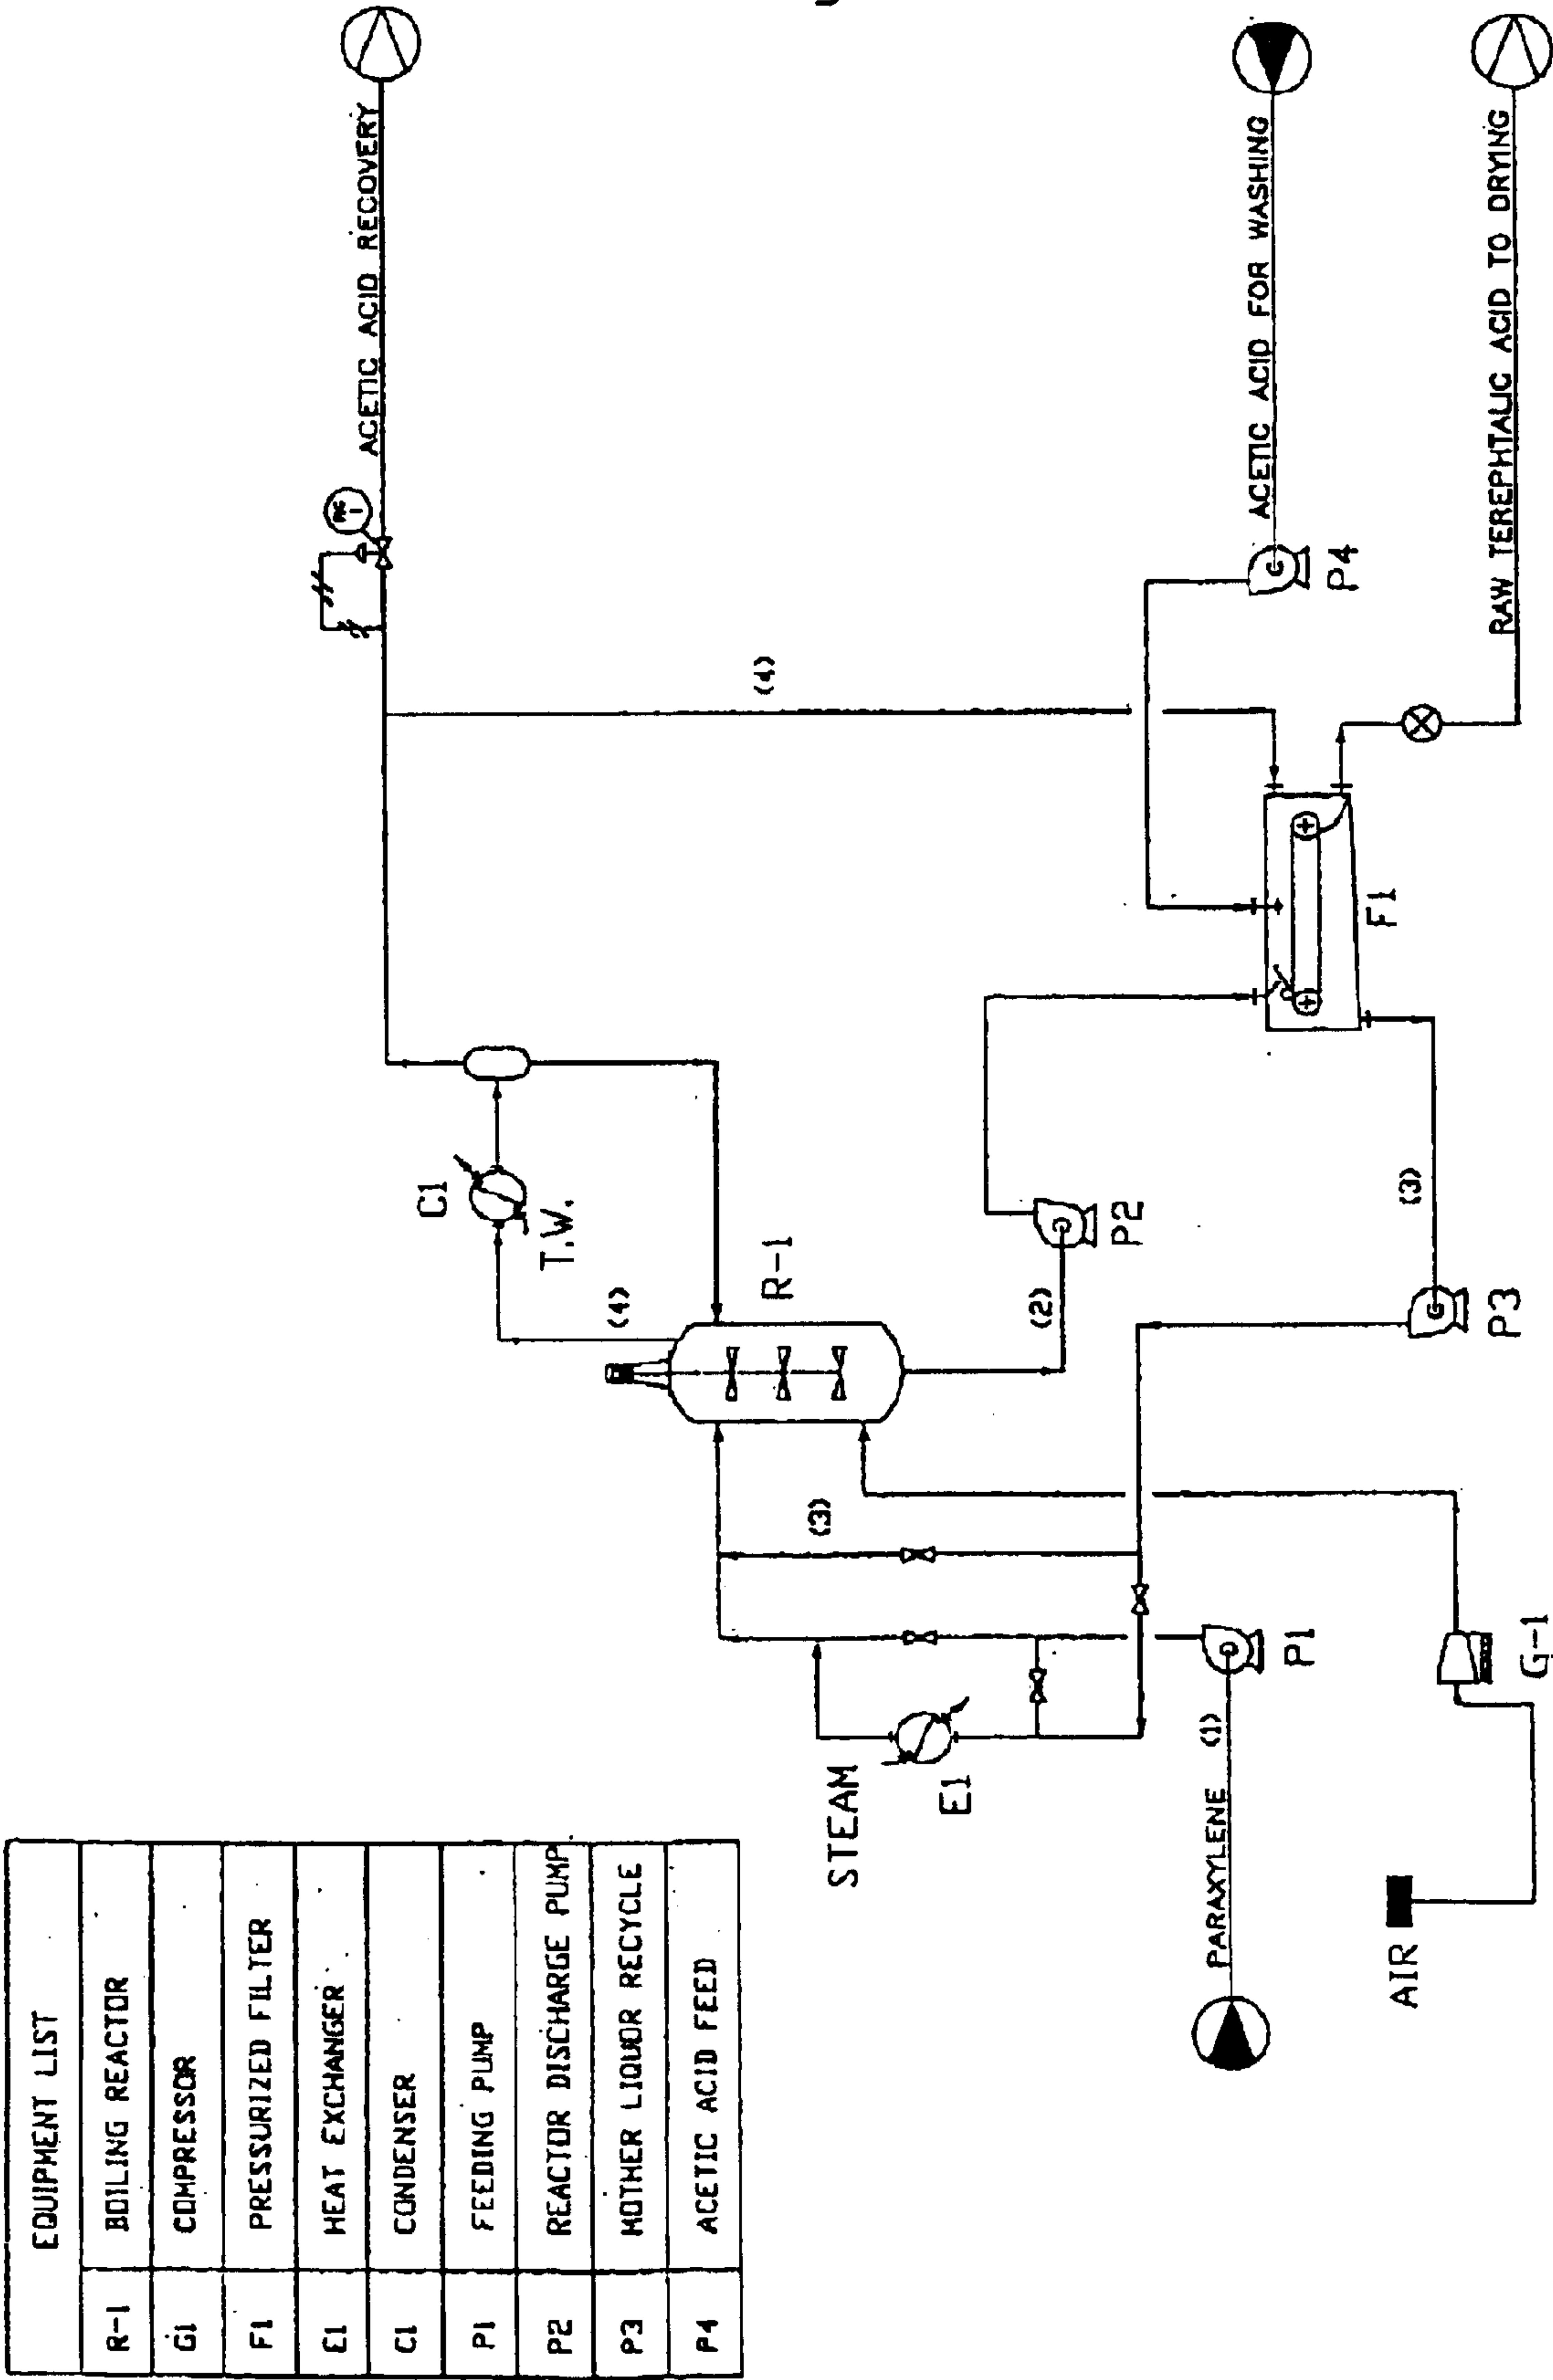 EQUIPMENT LIST
R-1 BOILING REACTOR
G1 COMPRESSOR
F1 PRESSURIZED FILTER
E1 HEAT EXCHANGER
C1 CONDENSER
P1 FEEDING PUMP
P2 REACTOR DISCHARGE PUMP
P3 MOTHER LIQUOR RECYCLE
P4 ACETIC ACID FEED
ACETIC ACID RECOVERY
C1
T.W.
(4)
(4)
R-1
STEAM
E1
(3)
(2)
P2
P4
ACETIC ACID FOR WASHING
PARAXYLENE (1)
P1
F1
(3)
AIR
G-1
P3
RAW TEREPHTALIC ACID TO DRYING